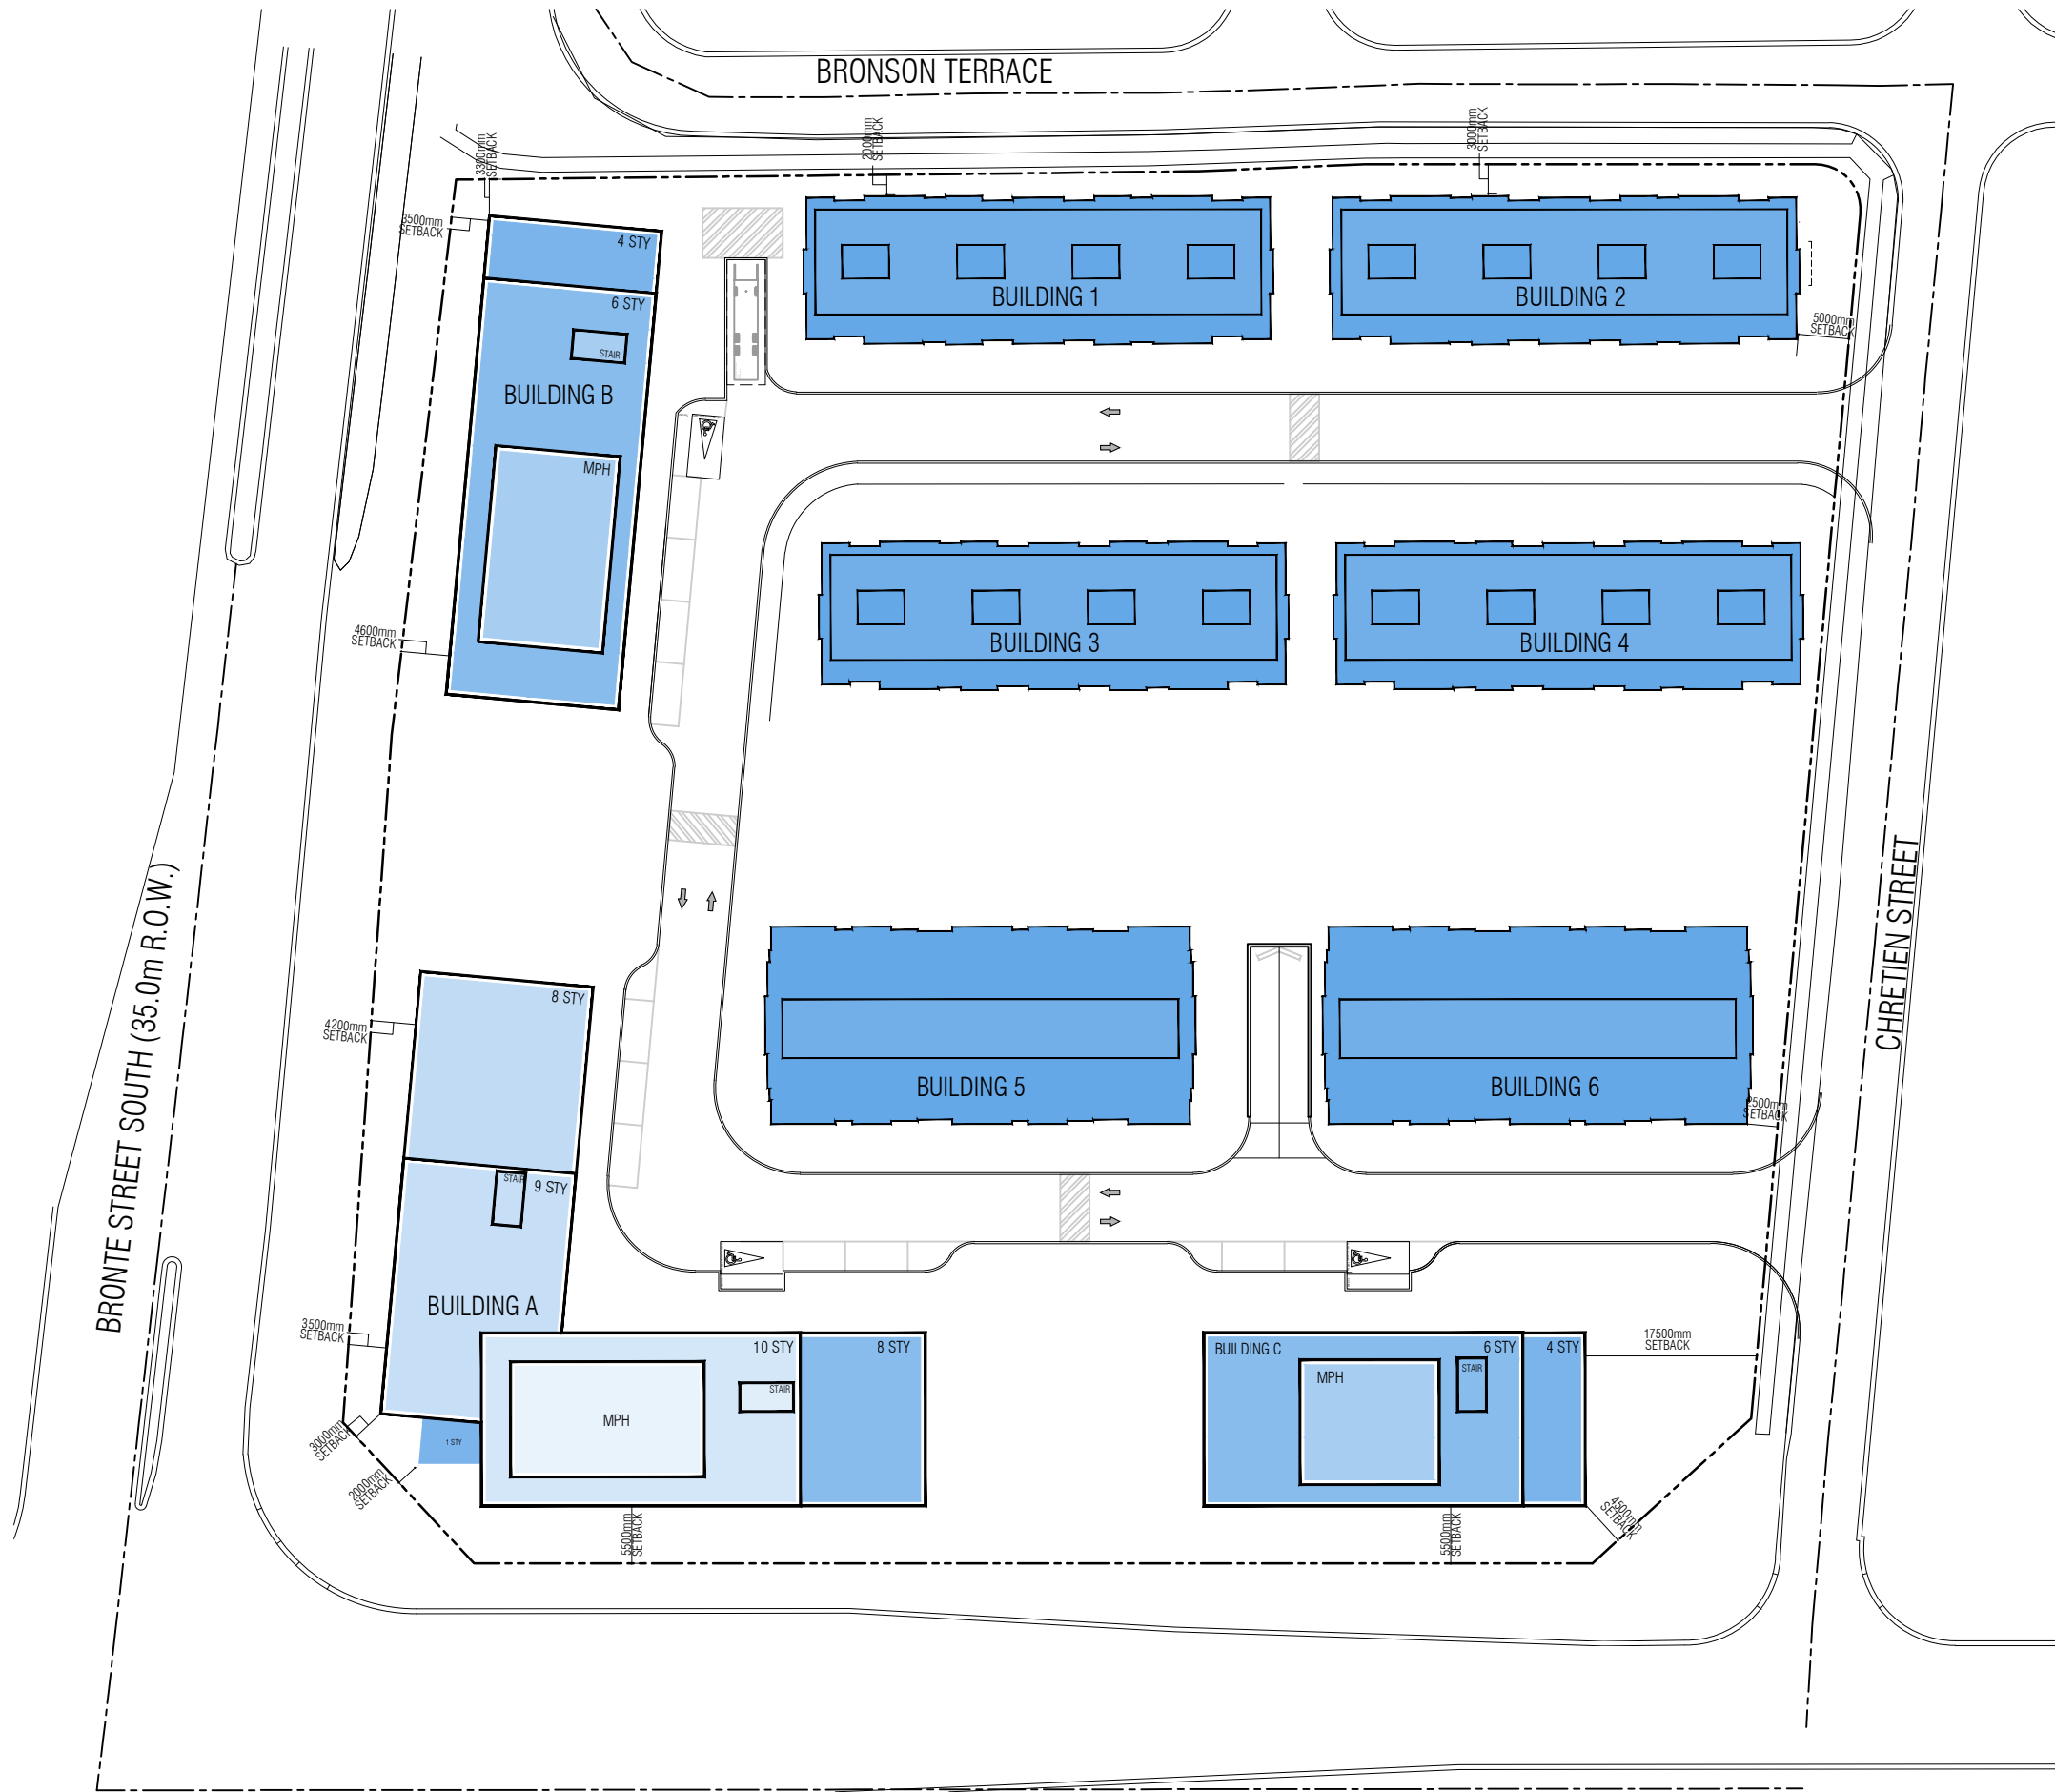 BRONSON TERRACE
3300mm
SETBACK
2000mm
SETBACK
3000mm
SETBACK
3500mm
SETBACK
4 STY
6 STY
STAIR
BUILDING B
MPH
BUILDING 1
BUILDING 2
5000mm
SETBACK
4600mm
SETBACK
BUILDING 3
BUILDING 4
BRONTE STREET SOUTH (35.0m R.O.W.)
CHRETIEN STREET
8 STY
4200mm
SETBACK
BUILDING 5
BUILDING 6
2500mm
SETBACK
STAIR
9 STY
BUILDING A
3500mm
SETBACK
10 STY
8 STY
STAIR
MPH
1 STY
BUILDING C
6 STY
4 STY
MPH
STAIR
17500mm
SETBACK
3000mm
SETBACK
2000mm
SETBACK
5500mm
SETBACK
5500mm
SETBACK
4500mm
SETBACK